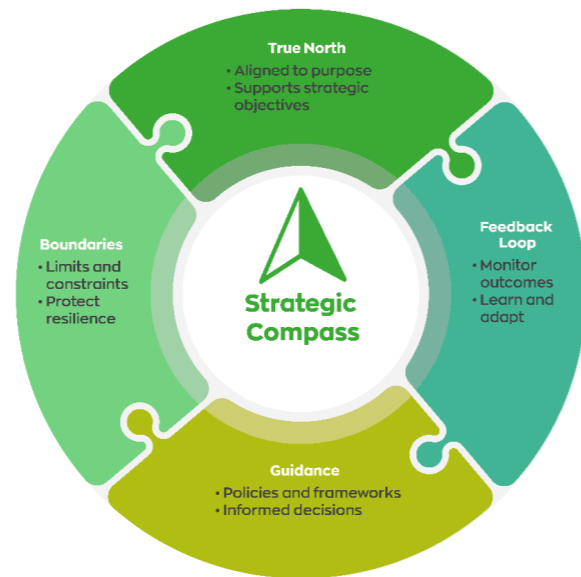 True North
• Aligned to purpose
• Supports strategic
objectives
Boundaries
• Limits and
constraints
• Protect
resilience
Strategic
Compass
Feedback
Loop
• Monitor
outcomes
• Learn and
adapt
Guidance
• Policies and frameworks
• Informed decisions